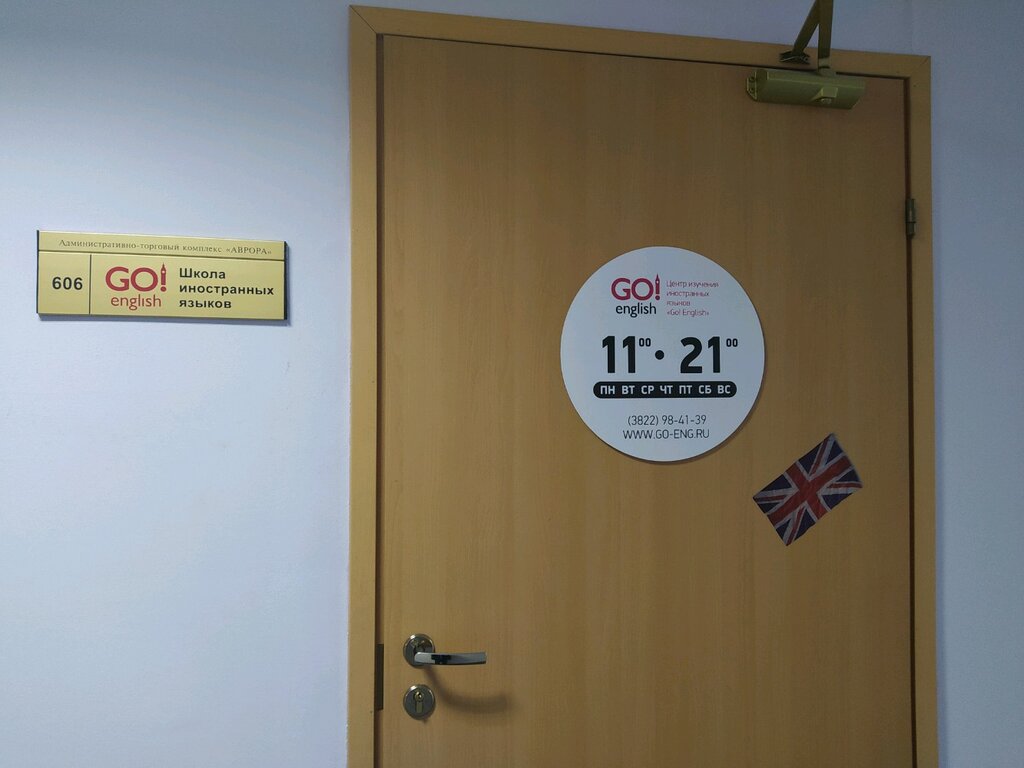 Административно-торговый комплекс «АВРОРА»
606
GO!
english
Школа
иностранных
языков
GO!
english
Центр изучения
иностранных
языков
«Go! English»
11⁰⁰ • 21⁰⁰
ПН ВТ СР ЧТ ПТ СБ ВС
(3822) 98-41-39
WWW.GO-ENG.RU